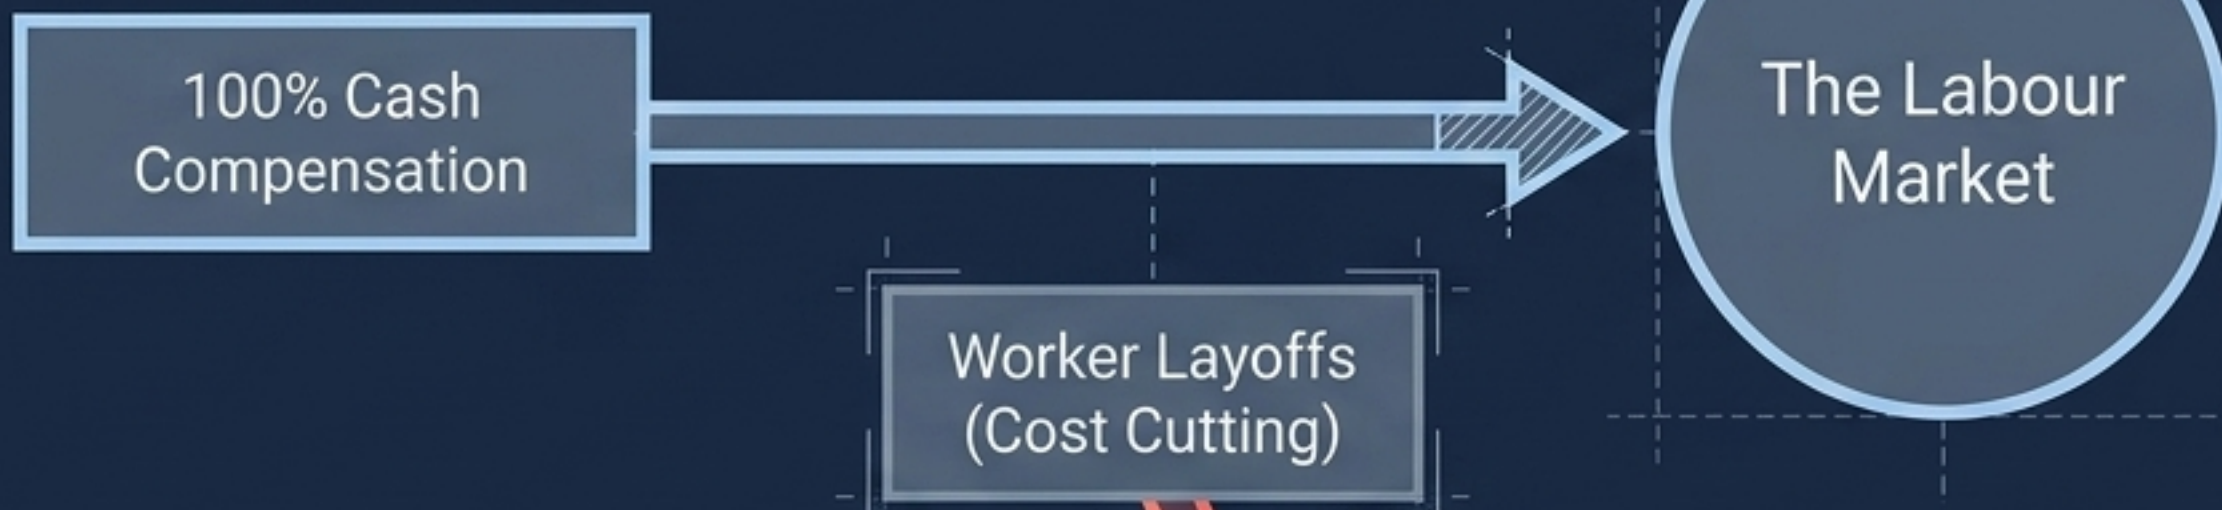 100% Cash
Compensation
The Labour
Market
Worker Layoffs
(Cost Cutting)